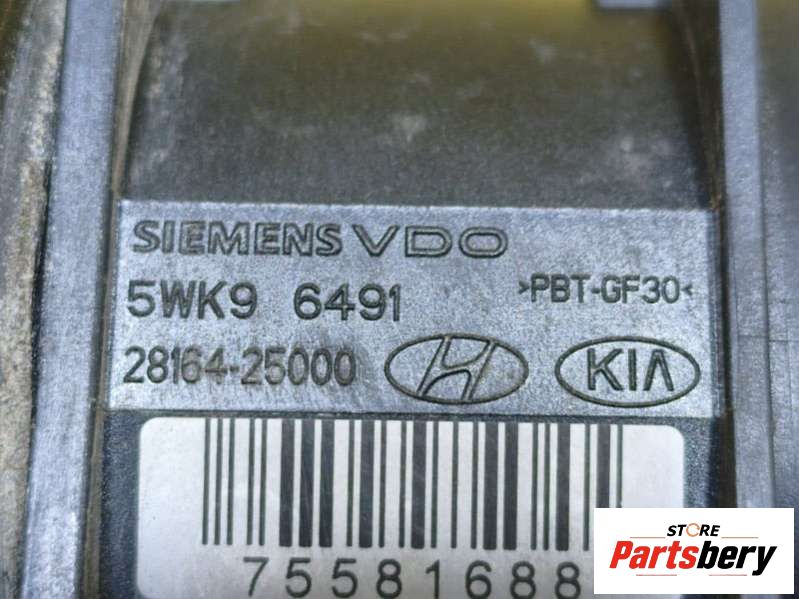 SIEMENS VDO
5WK9 6491
>PBT-GF30<
28164-25000
KIA
75581688
STORE
Partsbery